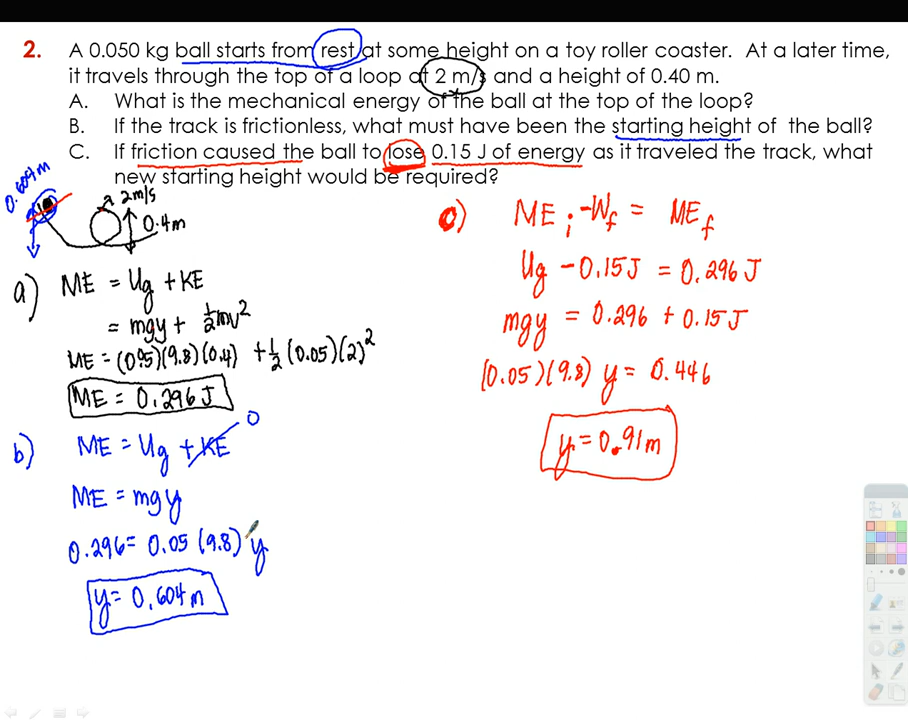 2. A 0.050 kg ball starts from rest at some height on a toy roller coaster. At a later time,
it travels through the top of a loop at 2 m/s and a height of 0.40 m.
A. What is the mechanical energy of the ball at the top of the loop?
B. If the track is frictionless, what must have been the starting height of the ball?
C. If friction caused the ball to lose 0.15 J of energy as it traveled the track, what
new starting height would be required?
0.604m
2m/s
0.4m
a) ME = Ug + KE
= mgy + ½mv²
ME = (0.05)(9.8)(0.4) + ½(0.05)(2)²
ME = 0.296J
b) ME = Ug + KE 0
ME = mgy
0.296 = 0.05 (9.8) y
y = 0.604m
c) MEi - Wf = MEf
Ug - 0.15J = 0.296J
mgy = 0.296 + 0.15J
(0.05)(9.8) y = 0.446
y = 0.91m